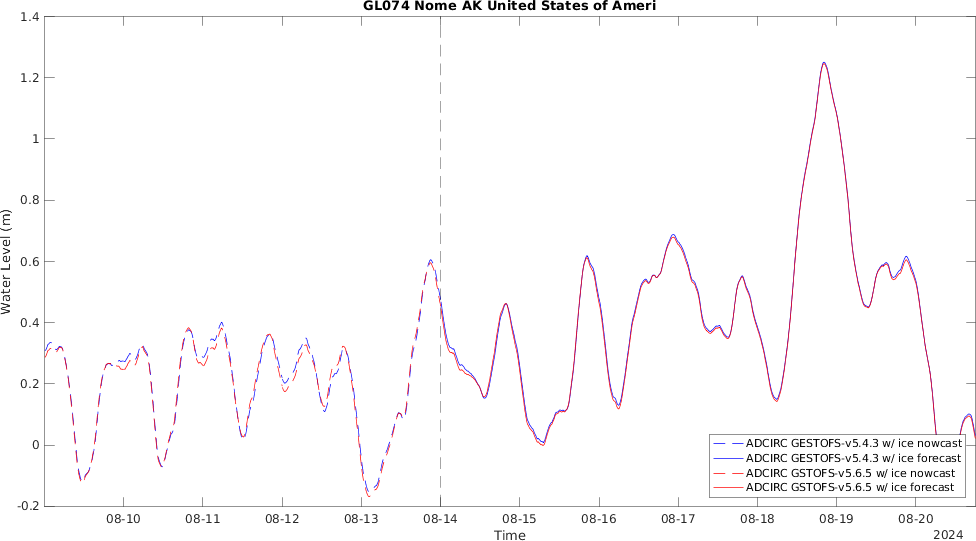 GL074 Nome AK United States of Ameri
1.4
1.2
1
0.8
0.6
0.4
0.2
0
-0.2
Water Level (m)
08-10 08-11 08-12 08-13 08-14 08-15 08-16 08-17 08-18 08-19 08-20
Time
2024
ADCIRC GESTOFS-v5.4.3 w/ ice nowcast
ADCIRC GESTOFS-v5.4.3 w/ ice forecast
ADCIRC GSTOFS-v5.6.5 w/ ice nowcast
ADCIRC GSTOFS-v5.6.5 w/ ice forecast